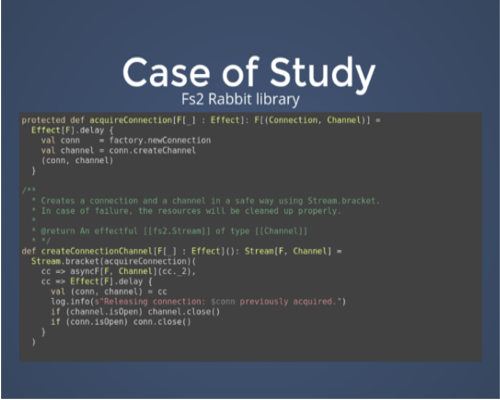 Case of Study
Fs2 Rabbit library
protected def acquireConnection[F[_] : Effect]: F[(Connection, Channel)] =
  Effect[F].delay {
    val conn    = factory.newConnection
    val channel = conn.createChannel
    (conn, channel)
  }
/**
  * Creates a connection and a channel in a safe way using Stream.bracket.
  * In case of failure, the resources will be cleaned up properly.
  *
  * @return An effectful [[fs2.Stream]] of type [[Channel]]
  * */
def createConnectionChannel[F[_] : Effect](): Stream[F, Channel] =
  Stream.bracket(acquireConnection)(
    cc => asyncF[F, Channel](cc._2),
    cc => Effect[F].delay {
      val (conn, channel) = cc
      log.info(s"Releasing connection: $conn previously acquired.")
      if (channel.isOpen) channel.close()
      if (conn.isOpen) conn.close()
    }
  )